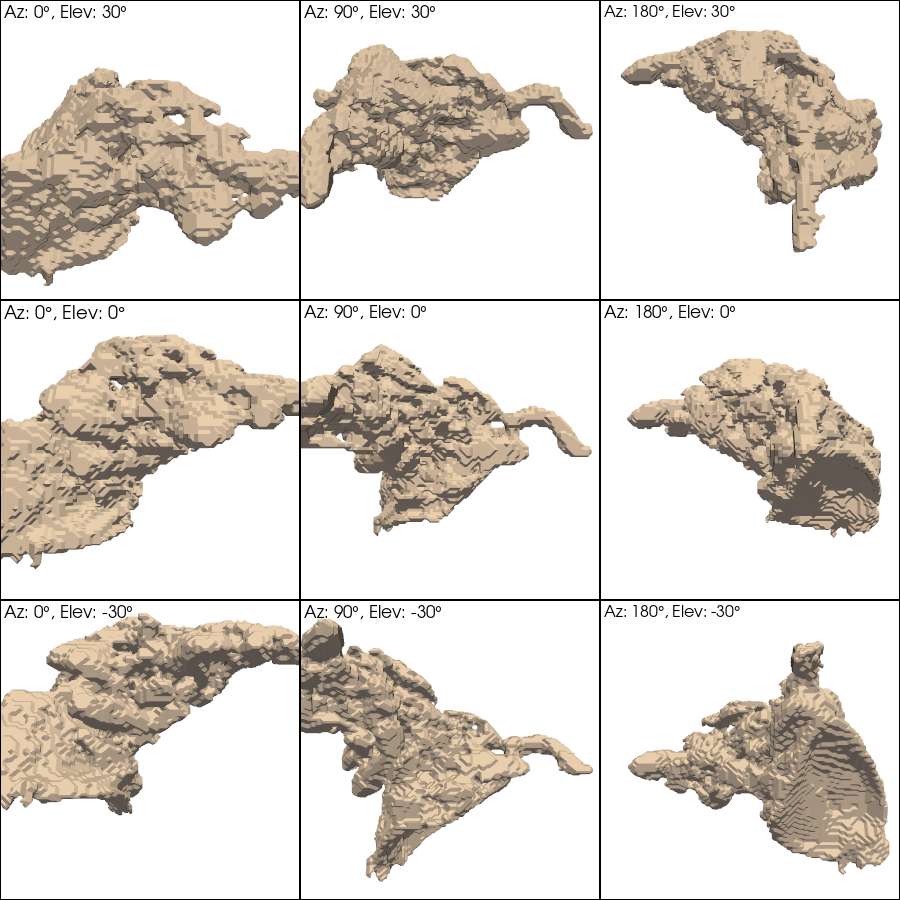 Az: 0°, Elev: 30°
Az: 90°, Elev: 30°
Az: 180°, Elev: 30°
Az: 0°, Elev: 0°
Az: 90°, Elev: 0°
Az: 180°, Elev: 0°
Az: 0°, Elev: -30°
Az: 90°, Elev: -30°
Az: 180°, Elev: -30°